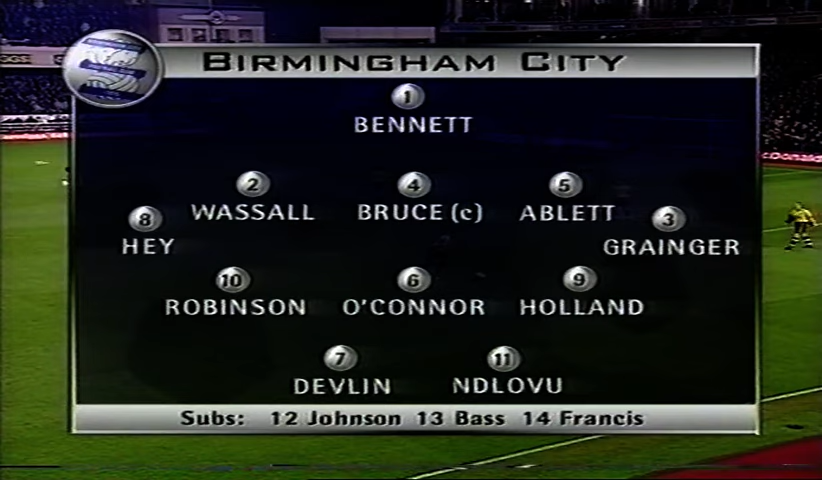 BIRMINGHAM CITY
1
BENNETT
2 4 5
WASSALL BRUCE (c) ABLETT
8 3
HEY GRAINGER
10 6 9
ROBINSON O'CONNOR HOLLAND
7 11
DEVLIN NDLOVU
Subs: 12 Johnson 13 Bass 14 Francis